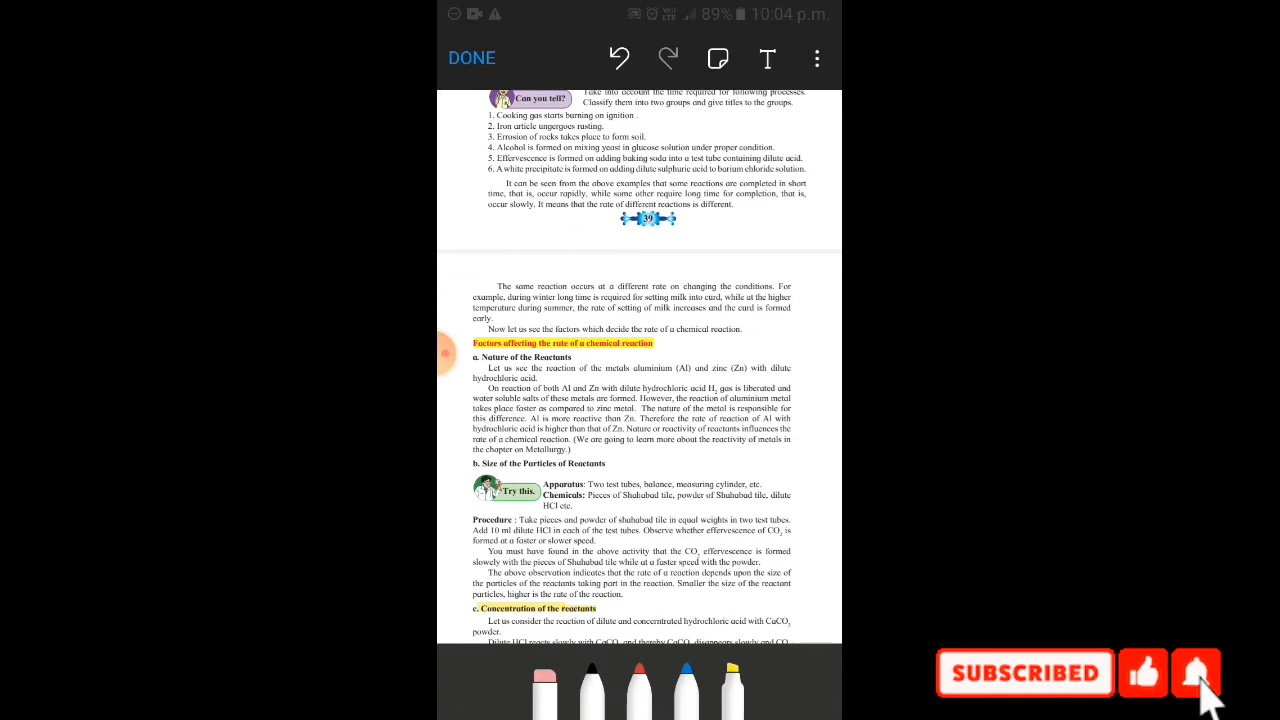 89% 10:04 p.m.
DONE
Can you tell?
Take into account the time required for following processes.
Classify them into two groups and give titles to the groups.
1. Cooking gas starts burning on ignition .
2. Iron article ungergoes rusting.
3. Errosion of rocks takes place to form soil.
4. Alcohol is formed on mixing yeast in glucose solution under proper condition.
5. Effervescence is formed on adding baking soda into a test tube containing dilute acid.
6. A white precipitate is formed on adding dilute sulphuric acid to barium chloride solution.
It can be seen from the above examples that some reactions are completed in short
time, that is, occur rapidly, while some other require long time for completion, that is,
occur slowly. It means that the rate of different reactions is different.
39
The same reaction occurs at a different rate on changing the conditions. For
example, during winter long time is required for setting milk into curd, while at the higher
temperature during summer, the rate of setting of milk increases and the curd is formed
early.
Now let us see the factors which decide the rate of a chemical reaction.
Factors affecting the rate of a chemical reaction
a. Nature of the Reactants
Let us see the reaction of the metals aluminium (Al) and zinc (Zn) with dilute
hydrochloric acid.
On reaction of both Al and Zn with dilute hydrochloric acid H₂ gas is liberated and
water soluble salts of these metals are formed. However, the reaction of aluminium metal
takes place faster as compared to zinc metal. The nature of the metal is responsible for
this difference. Al is more reactive than Zn. Therefore the rate of reaction of Al with
hydrochloric acid is higher than that of Zn. Nature or reactivity of reactants influences the
rate of a chemical reaction. (We are going to learn more about the reactivity of metals in
the chapter on Metallurgy.)
b. Size of the Particles of Reactants
Try this.
Apparatus: Two test tubes, balance, measuring cylinder, etc.
Chemicals: Pieces of Shahabad tile, powder of Shahabad tile, dilute
HCl etc.
Procedure : Take pieces and powder of shahabad tile in equal weights in two test tubes.
Add 10 ml dilute HCl in each of the test tubes. Observe whether effervescence of CO₂ is
formed at a faster or slower speed.
You must have found in the above activity that the CO₂ effervescence is formed
slowely with the pieces of Shahabad tile while at a faster speed with the powder.
The above observation indicates that the rate of a reaction depends upon the size of
the particles of the reactants taking part in the reaction. Smaller the size of the reactant
particles, higher is the rate of the reaction.
c. Concentration of the reactants
Let us consider the reaction of dilute and concerntrated hydrochloric acid with CaCO₃
powder.
Dilute HCl reacts slowly with CaCO₃ and thereby CaCO₃ disappears slowly and CO₂
SUBSCRIBED